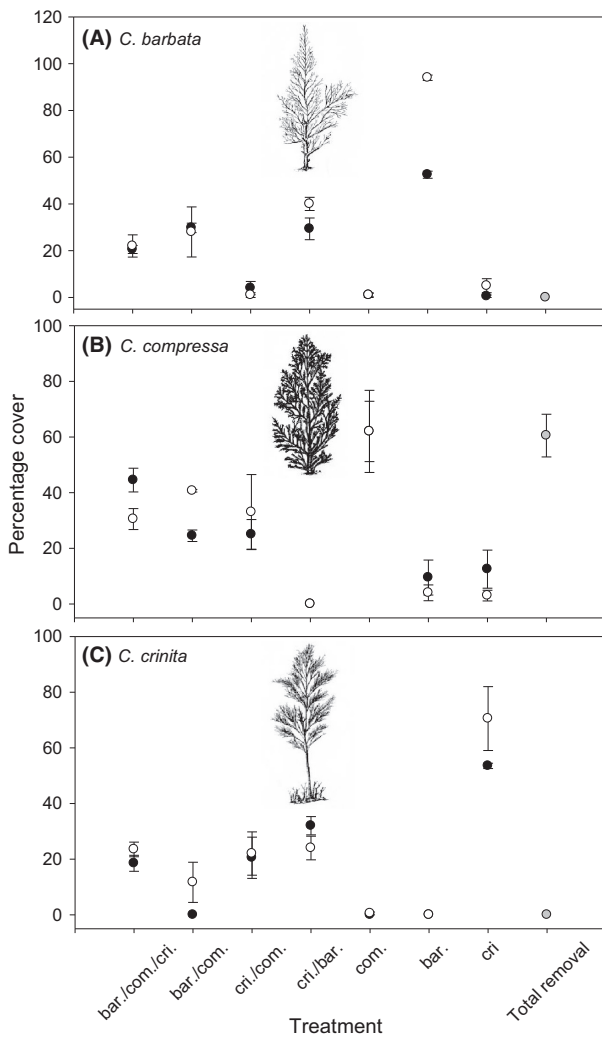 120
(A) C. barbata
100
80
60
40
20
0
100
(B) C. compressa
80
60
40
20
0
Percentage cover
100
(C) C. crinita
80
60
40
20
0
bar./com./cri.
bar./com.
cri./com.
cri./bar.
com.
bar.
cri
Total removal
Treatment